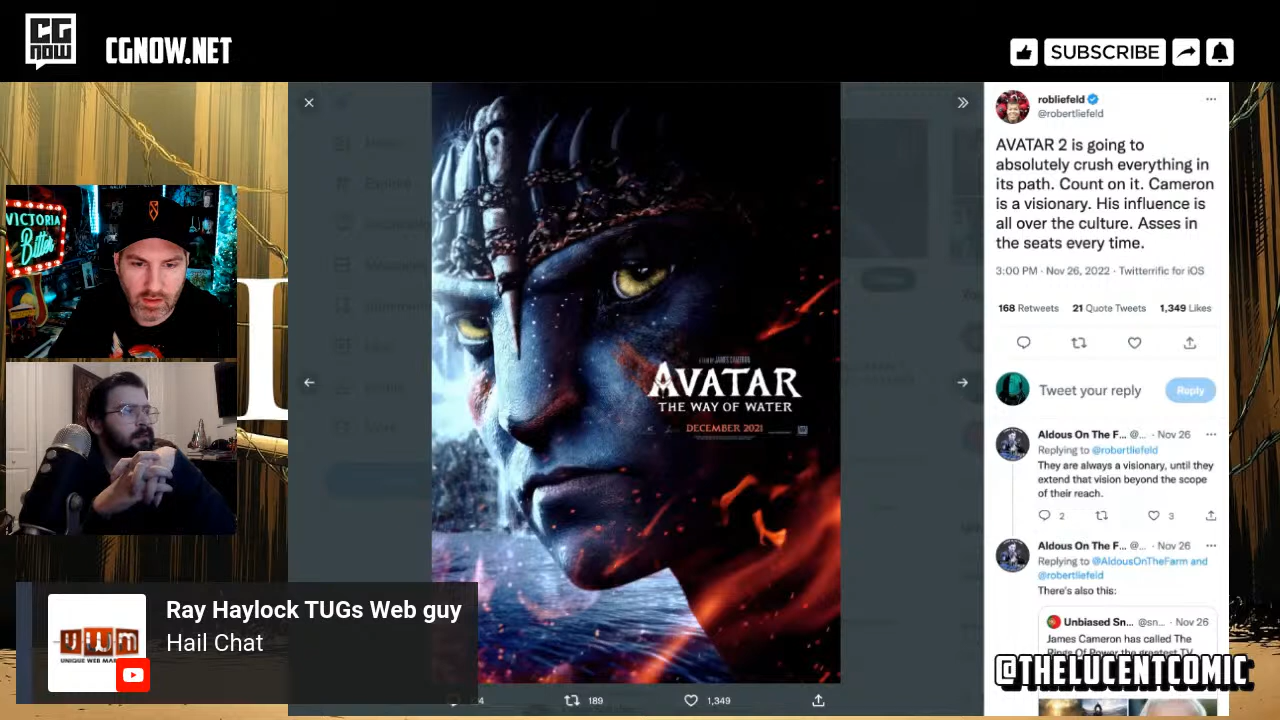 CG
NOW
CGNOW.NET
SUBSCRIBE
VICTORIA
Bitter
A FILM BY JAMES CAMERON
AVATAR
THE WAY OF WATER
DECEMBER 2021
robliefeld
@robertliefeld
AVATAR 2 is going to
absolutely crush everything in
its path. Count on it. Cameron
is a visionary. His influence is
all over the culture. Asses in
the seats every time.
3:00 PM · Nov 26, 2022 · Twitterrific for iOS
168 Retweets 21 Quote Tweets 1,349 Likes
Tweet your reply
Reply
Aldous On The F... @... · Nov 26
Replying to @robertliefeld
They are always a visionary, until they
extend that vision beyond the scope
of their reach.
2 3
Aldous On The F... @... · Nov 26
Replying to @AldousOnTheFarm and
@robertliefeld
There's also this:
Unbiased Sn... @sn... · Nov 26
James Cameron has called The
Rings Of Power the greatest TV
@THELUCENTCOMIC
Ray Haylock TUGs Web guy
Hail Chat
UWM
189
1,349